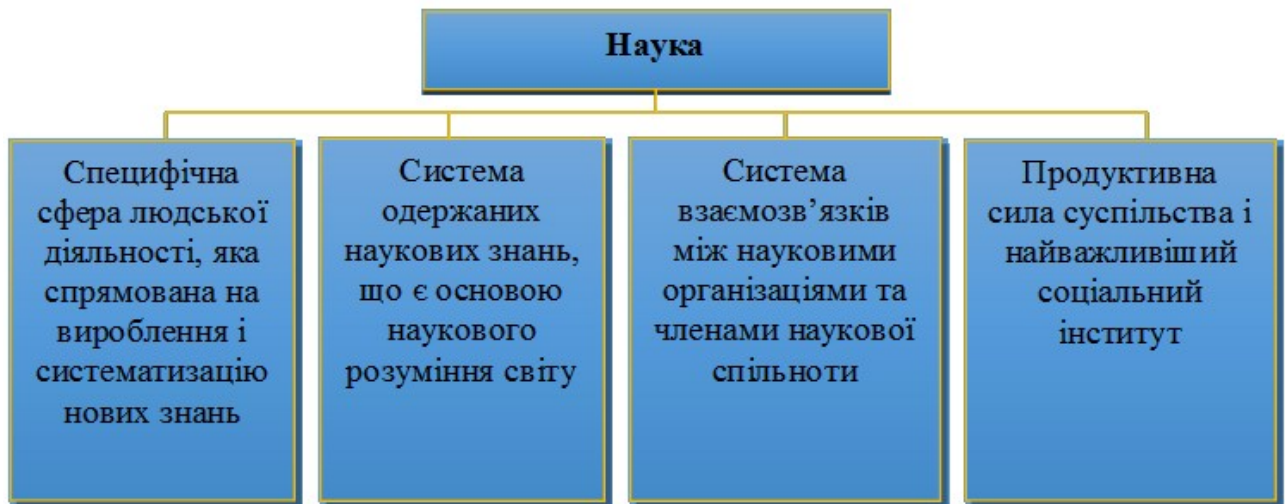 Наука
Специфічна
сфера людської
діяльності, яка
спрямована на
вироблення і
систематизацію
нових знань
Система
одержаних
наукових знань,
що є основою
наукового
розуміння світу
Система
взаємозв’язків
між науковими
організаціями та
членами наукової
спільноти
Продуктивна
сила суспільства і
найважливіший
соціальний
інститут